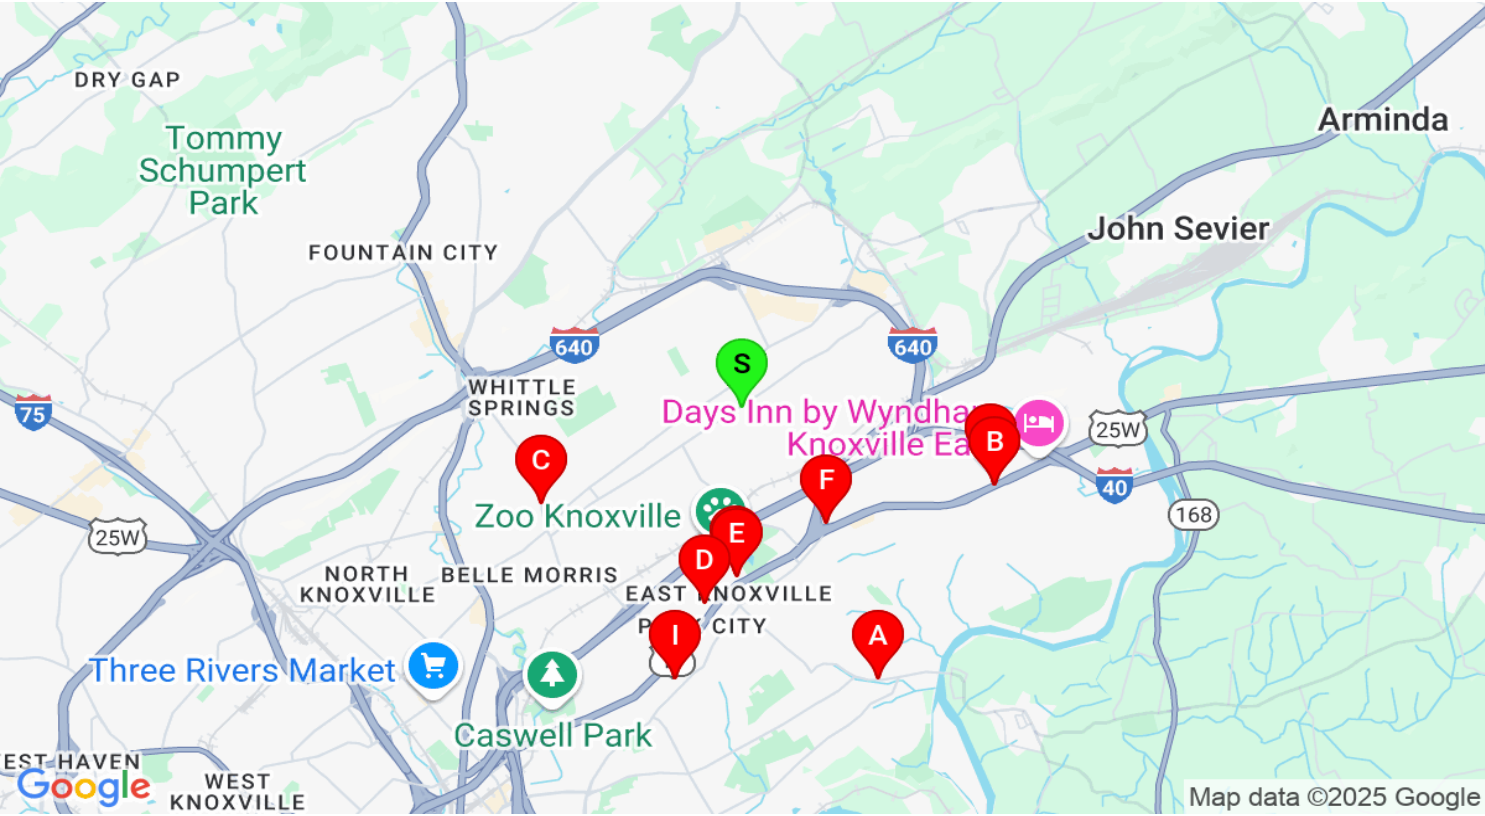 DRY GAP
Tommy
Schumpert
Park
Arminda
John Sevier
FOUNTAIN CITY
640
640
S
WHITTLE
SPRINGS
75
Days Inn by Wyndha
Knoxville Ea
B
25W
C
F
40
Zoo Knoxville
168
25W
E
D
NORTH
KNOXVILLE
BELLE MORRIS
EAST KNOXVILLE
CITY
I
A
Three Rivers Market
Caswell Park
EST HAVEN
Google
WEST
KNOXVILLE
Map data ©2025 Google